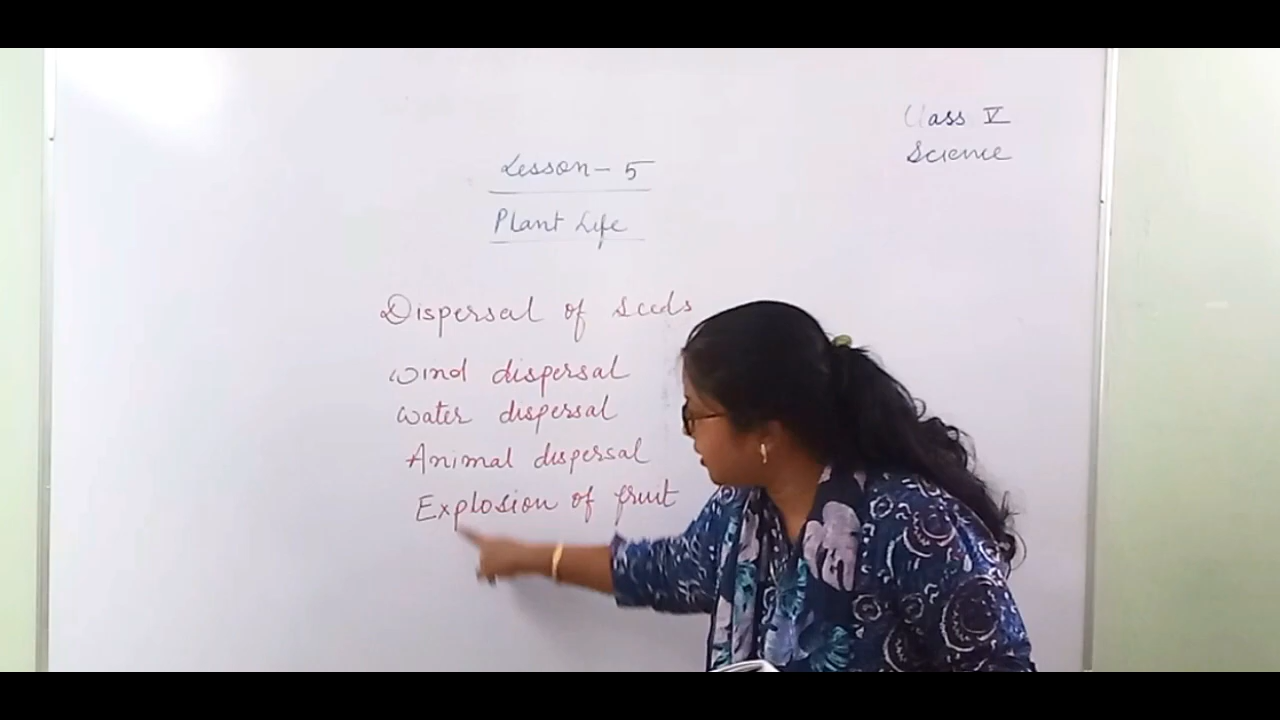 Class V
Science
Lesson - 5
Plant Life
Dispersal of seeds
Wind dispersal
Water dispersal
Animal dispersal
Explosion of fruit